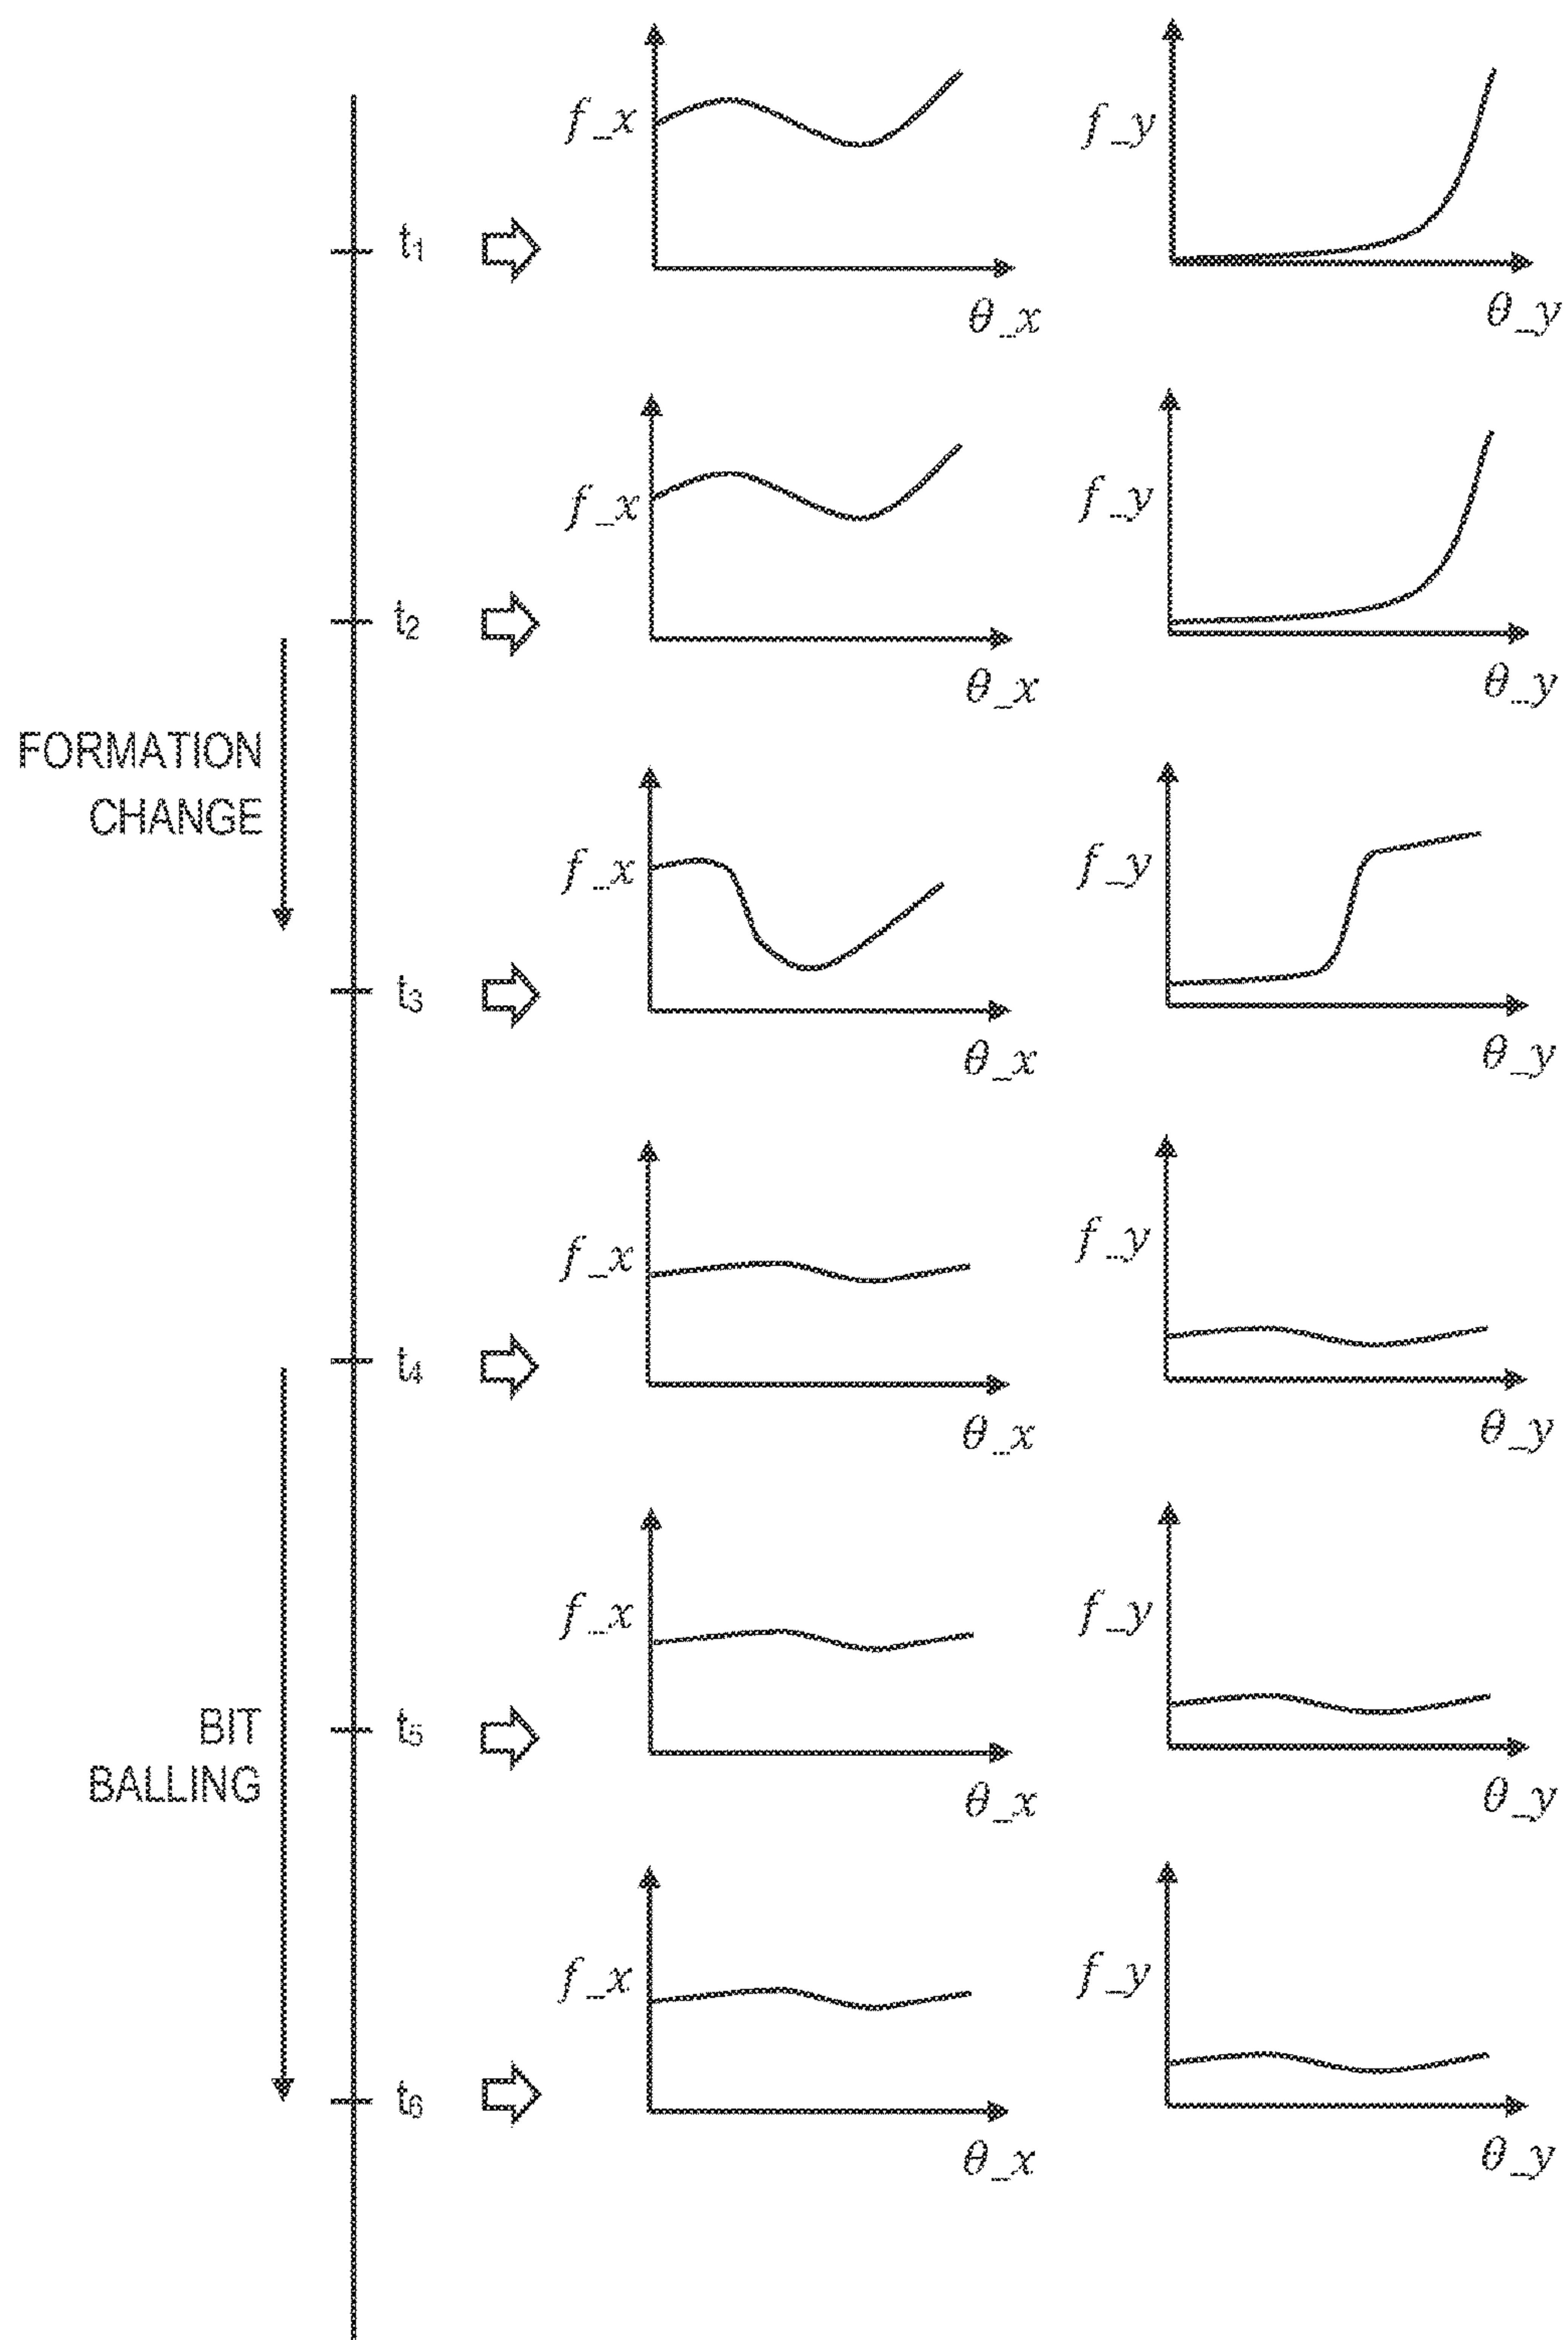 f_x
f_y
t1
θ_x
θ_y
f_x
f_y
t2
θ_x
θ_y
FORMATION
CHANGE
f_x
f_y
t3
θ_x
θ_y
f_x
f_y
t4
θ_x
θ_y
f_x
f_y
BIT
BALLING
t5
θ_x
θ_y
f_x
f_y
t6
θ_x
θ_y